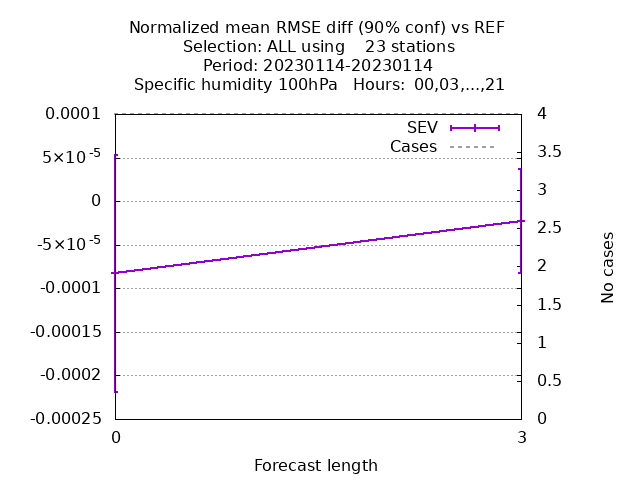 Normalized mean RMSE diff (90% conf) vs REF
Selection: ALL using    23 stations
Period: 20230114-20230114
Specific humidity 100hPa   Hours:  00,03,...,21
SEV
Cases
0.0001
5×10⁻⁵
0
-5×10⁻⁵
-0.0001
-0.00015
-0.0002
-0.00025
4
3.5
3
2.5
2
1.5
1
0.5
0
No cases
0
3
Forecast length